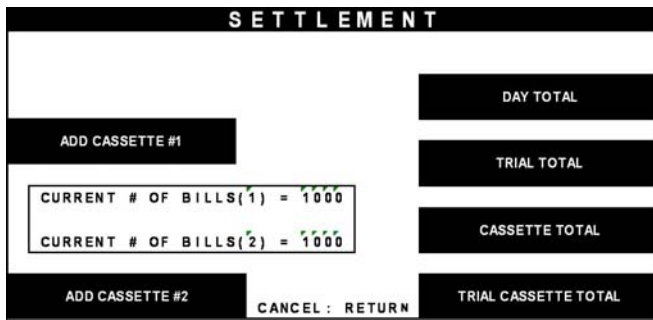 SETTLEMENT
DAY TOTAL
ADD CASSETTE #1
TRIAL TOTAL
CURRENT # OF BILLS(1) = 1000
CASSETTE TOTAL
CURRENT # OF BILLS(2) = 1000
ADD CASSETTE #2
CANCEL: RETURN
TRIAL CASSETTE TOTAL